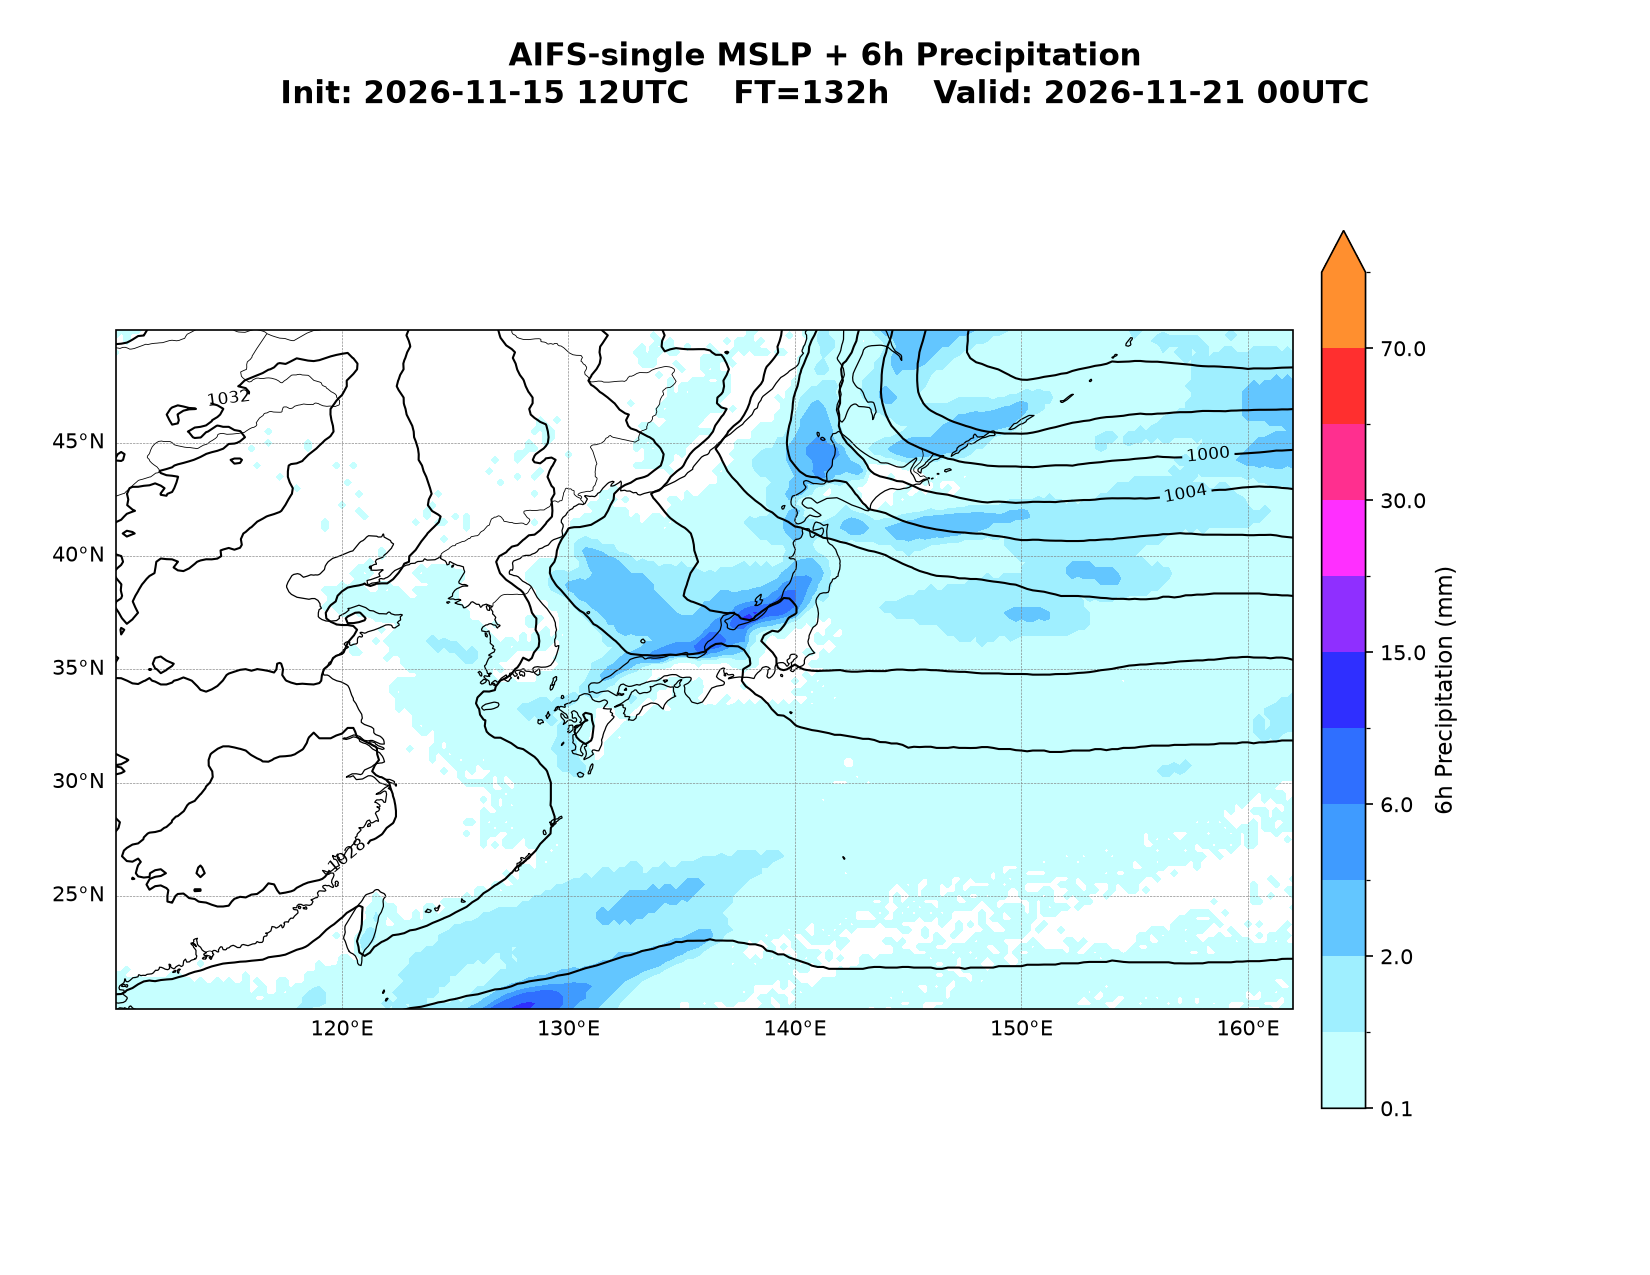 AIFS-single MSLP + 6h Precipitation
Init: 2026-11-15 12UTC    FT=132h    Valid: 2026-11-21 00UTC
1032
1000
1004
1028
45°N
40°N
35°N
30°N
25°N
120°E
130°E
140°E
150°E
160°E
70.0
30.0
15.0
6.0
2.0
0.1
6h Precipitation (mm)